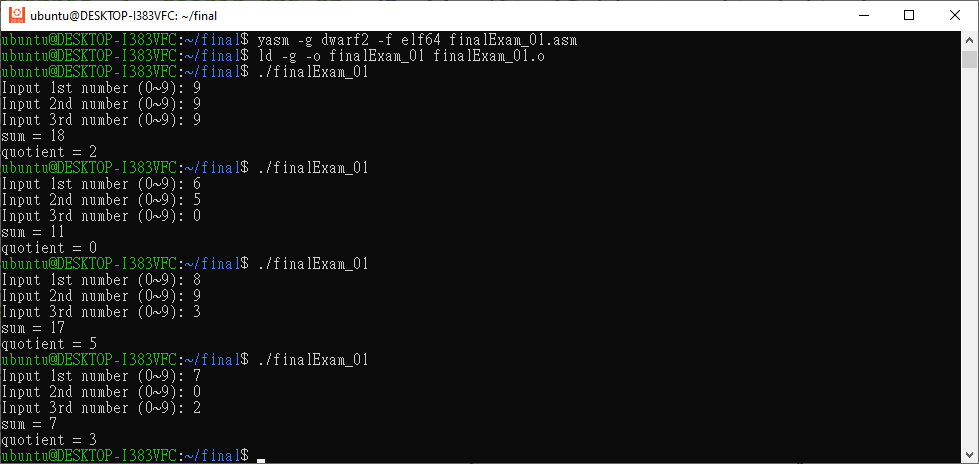 ubuntu@DESKTOP-I383VFC: ~/final
ubuntu@DESKTOP-I383VFC:~/final$ yasm -g dwarf2 -f elf64 finalExam_01.asm
ubuntu@DESKTOP-I383VFC:~/final$ ld -g -o finalExam_01 finalExam_01.o
ubuntu@DESKTOP-I383VFC:~/final$ ./finalExam_01
Input 1st number (0~9): 9
Input 2nd number (0~9): 9
Input 3rd number (0~9): 9
sum = 18
quotient = 2
ubuntu@DESKTOP-I383VFC:~/final$ ./finalExam_01
Input 1st number (0~9): 6
Input 2nd number (0~9): 5
Input 3rd number (0~9): 0
sum = 11
quotient = 0
ubuntu@DESKTOP-I383VFC:~/final$ ./finalExam_01
Input 1st number (0~9): 8
Input 2nd number (0~9): 9
Input 3rd number (0~9): 3
sum = 17
quotient = 5
ubuntu@DESKTOP-I383VFC:~/final$ ./finalExam_01
Input 1st number (0~9): 7
Input 2nd number (0~9): 0
Input 3rd number (0~9): 2
sum = 7
quotient = 3
ubuntu@DESKTOP-I383VFC:~/final$